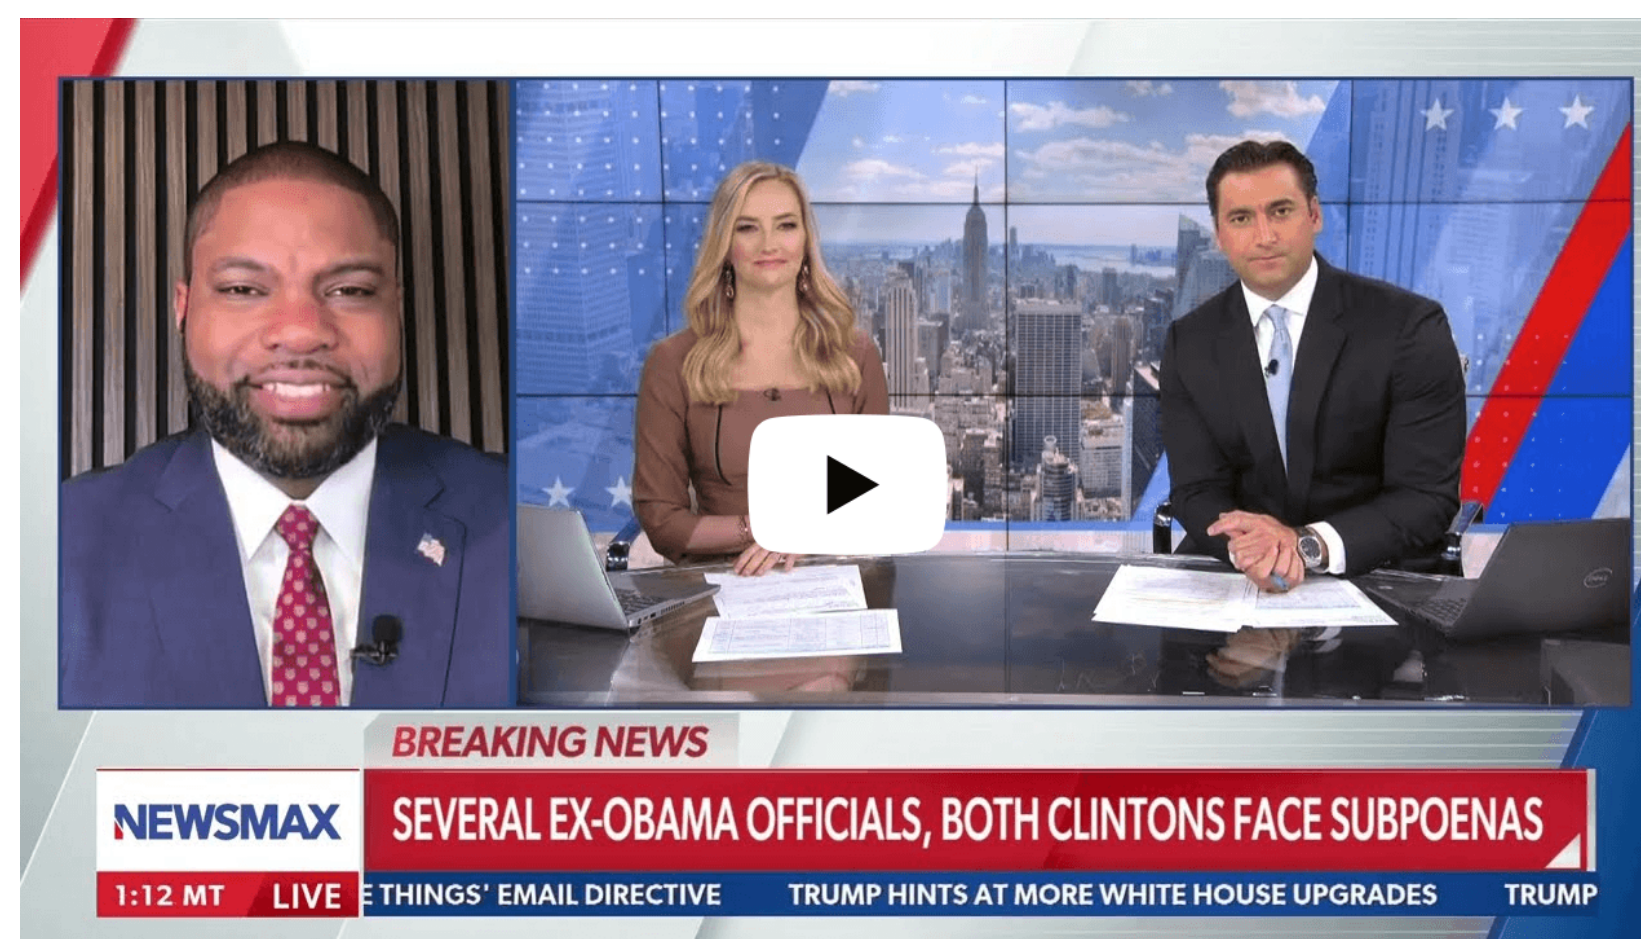 BREAKING NEWS
NEWSMAX
SEVERAL EX-OBAMA OFFICIALS, BOTH CLINTONS FACE SUBPOENAS
1:12 MT LIVE
E THINGS' EMAIL DIRECTIVE TRUMP HINTS AT MORE WHITE HOUSE UPGRADES TRUMP
DELL